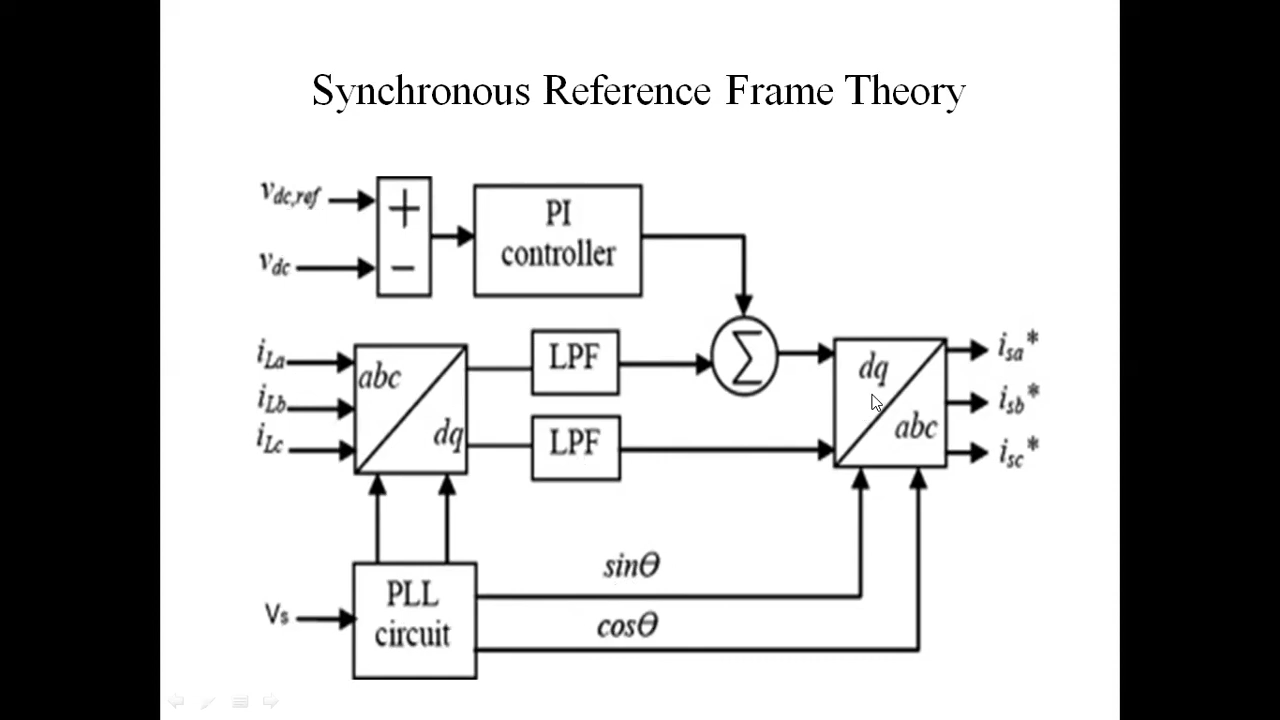 Synchronous Reference Frame Theory
v_dc,ref
+
PI
controller
v_dc
−
i_La
i_Lb
i_Lc
abc
dq
LPF
LPF
∑
dq
abc
i_sa*
i_sb*
i_sc*
Vs
PLL
circuit
sinθ
cosθ